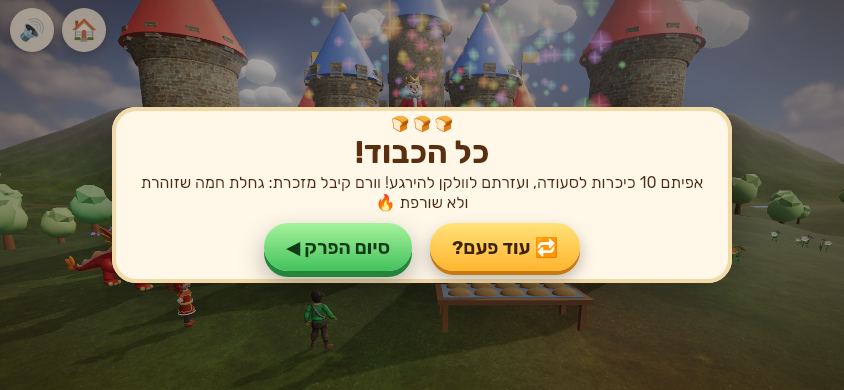 כל הכבוד!
אפיתם 10 כיכרות לסעודה, ועזרתם לוולקן להירגע! וורם קיבל מזכרת: גחלת חמה שזוהרת
ולא שורפת 🔥
🔁 עוד פעם?
סיום הפרק ◀